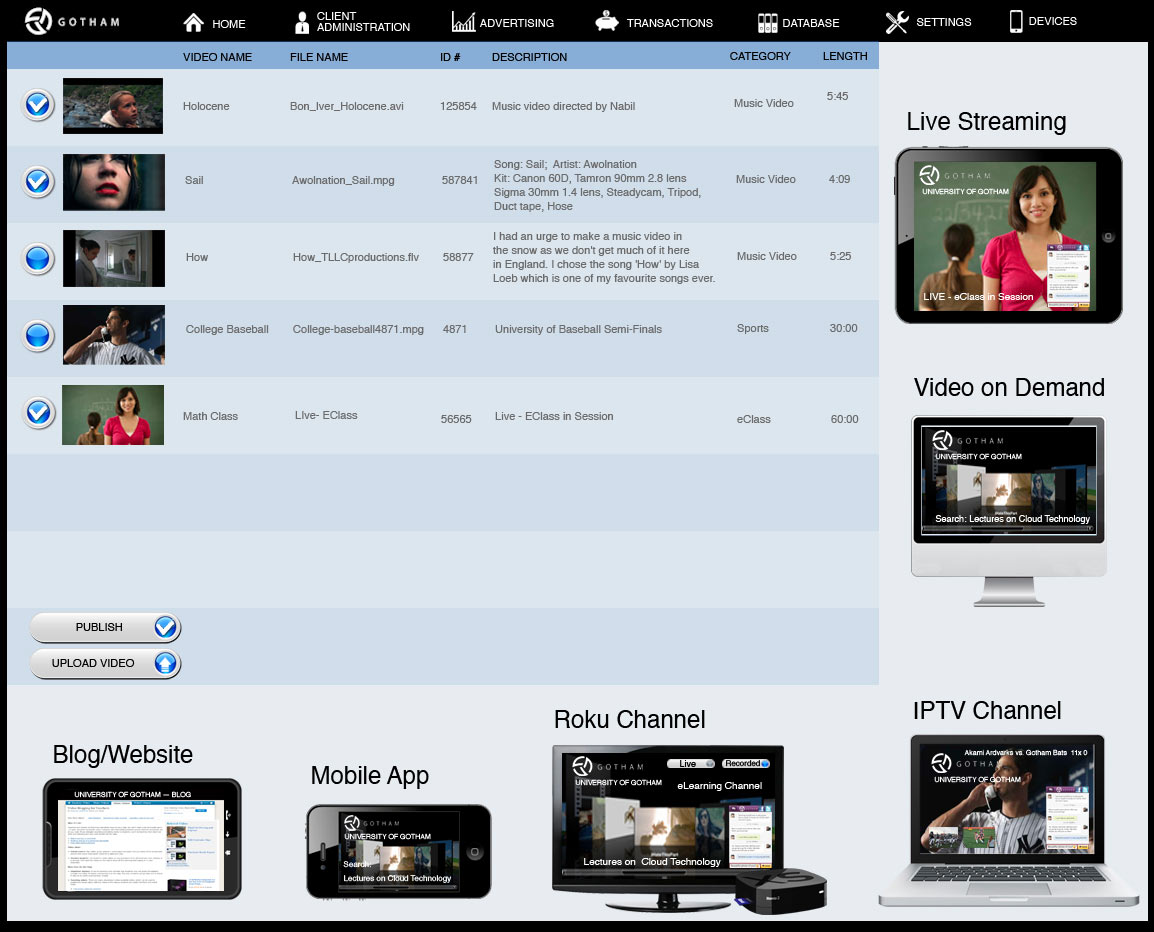 GOTHAM
HOME
CLIENT
ADMINISTRATION
ADVERTISING
TRANSACTIONS
DATABASE
SETTINGS
DEVICES
VIDEO NAME
FILE NAME
ID #
DESCRIPTION
CATEGORY
LENGTH
Holocene
Bon_Iver_Holocene.avi
125854
Music video directed by Nabil
Music Video
5:45
Sail
Awolnation_Sail.mpg
587841
Song: Sail;  Artist: Awolnation
Kit: Canon 60D, Tamron 90mm 2.8 lens
Sigma 30mm 1.4 lens, Steadycam, Tripod,
Duct tape, Hose
Music Video
4:09
How
How_TLLCproductions.flv
58877
I had an urge to make a music video in
the snow as we don't get much of it here
in England. I chose the song 'How' by Lisa
Loeb which is one of my favourite songs ever.
Music Video
5:25
College Baseball
College-baseball4871.mpg
4871
University of Baseball Semi-Finals
Sports
30:00
Math Class
LIve- EClass
56565
Live - EClass in Session
eClass
60:00
PUBLISH
UPLOAD VIDEO
Live Streaming
GOTHAM
UNIVERSITY OF GOTHAM
LIVE - eClass in Session
Video on Demand
GOTHAM
UNIVERSITY OF GOTHAM
Search: Lectures on Cloud Technology
IPTV Channel
Akami Ardvarks vs. Gotham Bats  11x 0
GOTHAM
UNIVERSITY OF GOTHAM
Roku Channel
GOTHAM
Live
Recorded
UNIVERSITY OF GOTHAM
eLearning Channel
Lectures on  Cloud Technology
Mobile App
GOTHAM
UNIVERSITY OF GOTHAM
Search:
Lectures on Cloud Technology
Blog/Website
UNIVERSITY OF GOTHAM — BLOG